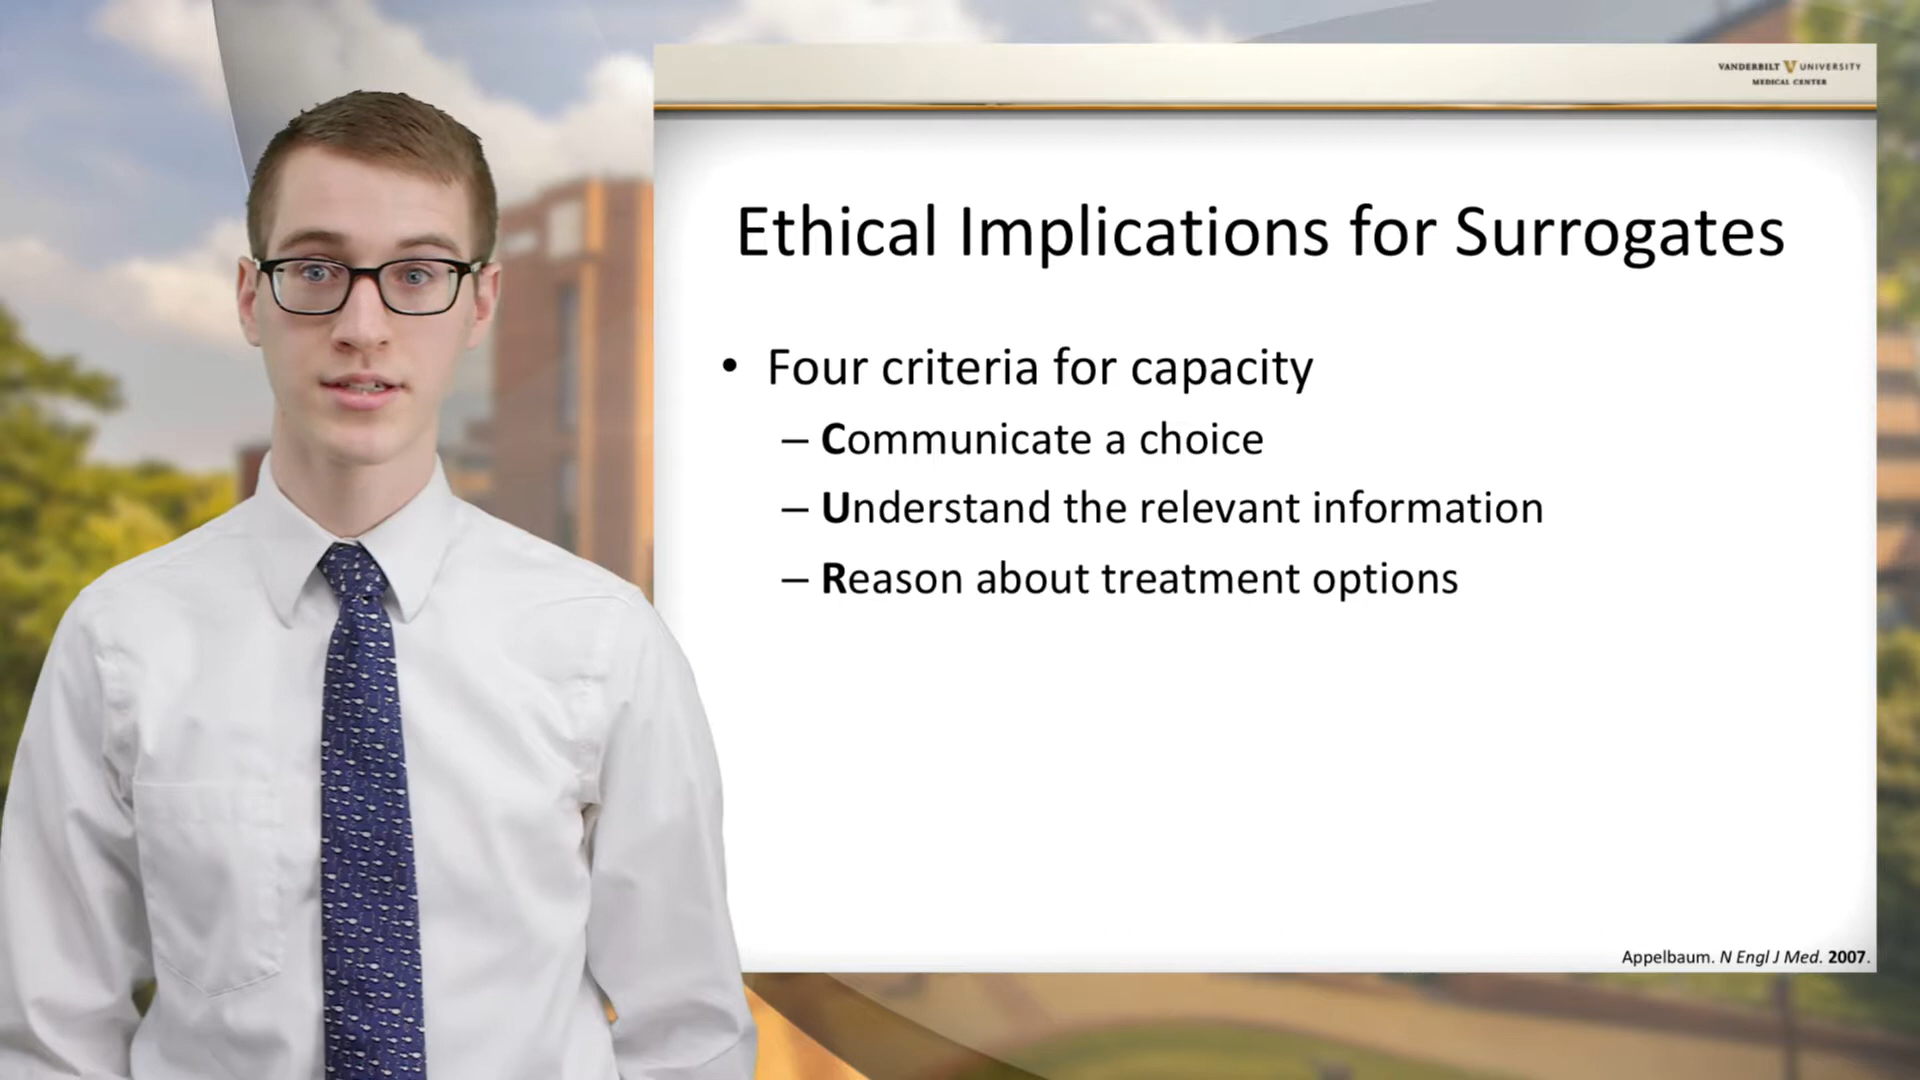 VANDERBILT V UNIVERSITY
MEDICAL CENTER
Ethical Implications for Surrogates
• Four criteria for capacity
– Communicate a choice
– Understand the relevant information
– Reason about treatment options
Appelbaum. N Engl J Med. 2007.